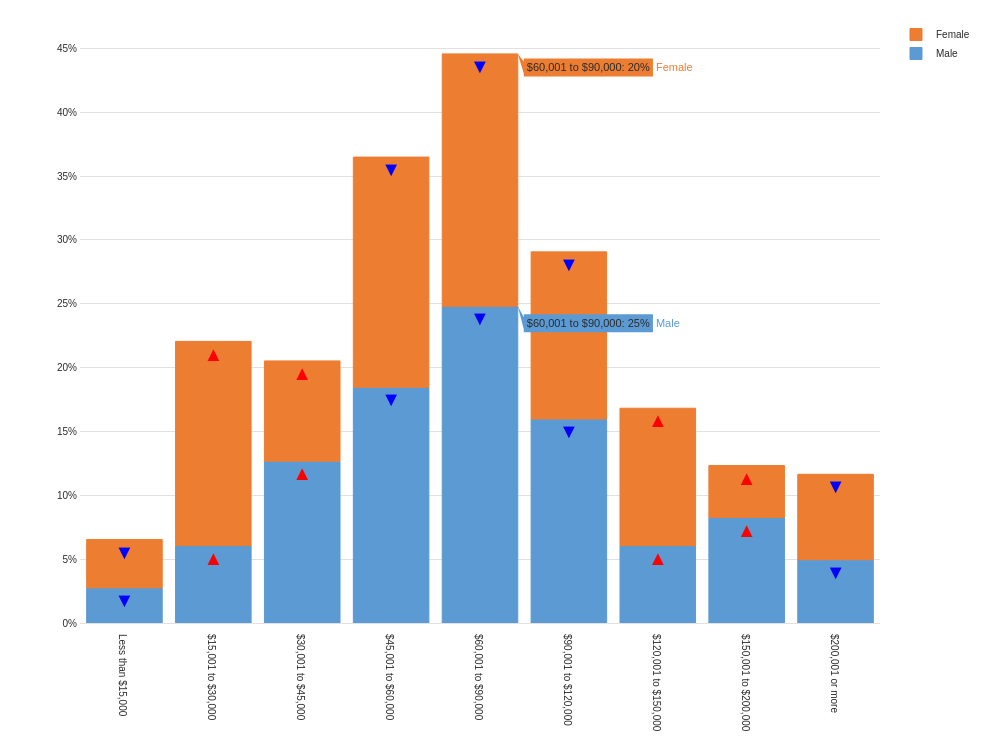 Female
Male
45%
$60,001 to $90,000: 20% Female
40%
35%
30%
25%
$60,001 to $90,000: 25% Male
20%
15%
10%
5%
0%
Less than $15,000
$15,001 to $30,000
$30,001 to $45,000
$45,001 to $60,000
$60,001 to $90,000
$90,001 to $120,000
$120,001 to $150,000
$150,001 to $200,000
$200,001 or more